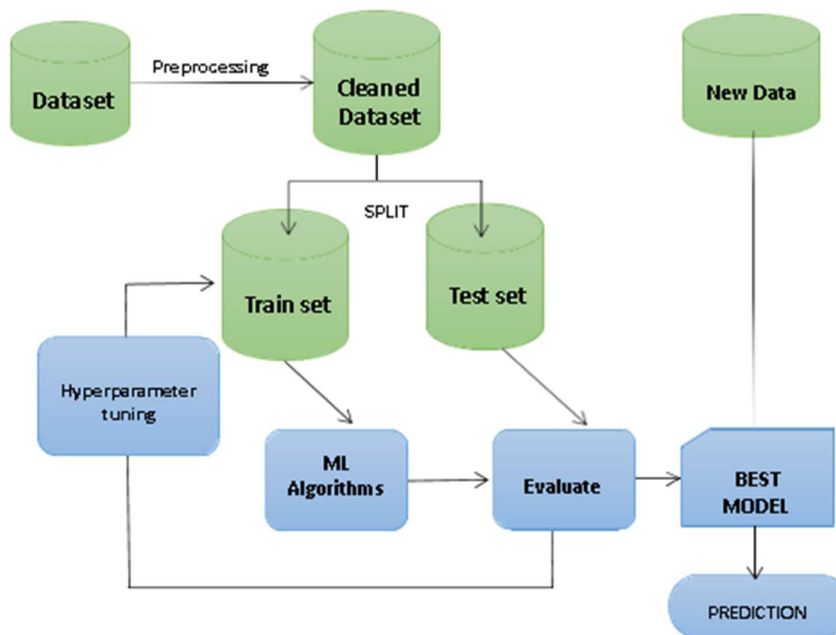 Dataset
Preprocessing
Cleaned
Dataset
New Data
SPLIT
Train set
Test set
Hyperparameter
tuning
ML
Algorithms
Evaluate
BEST
MODEL
PREDICTION